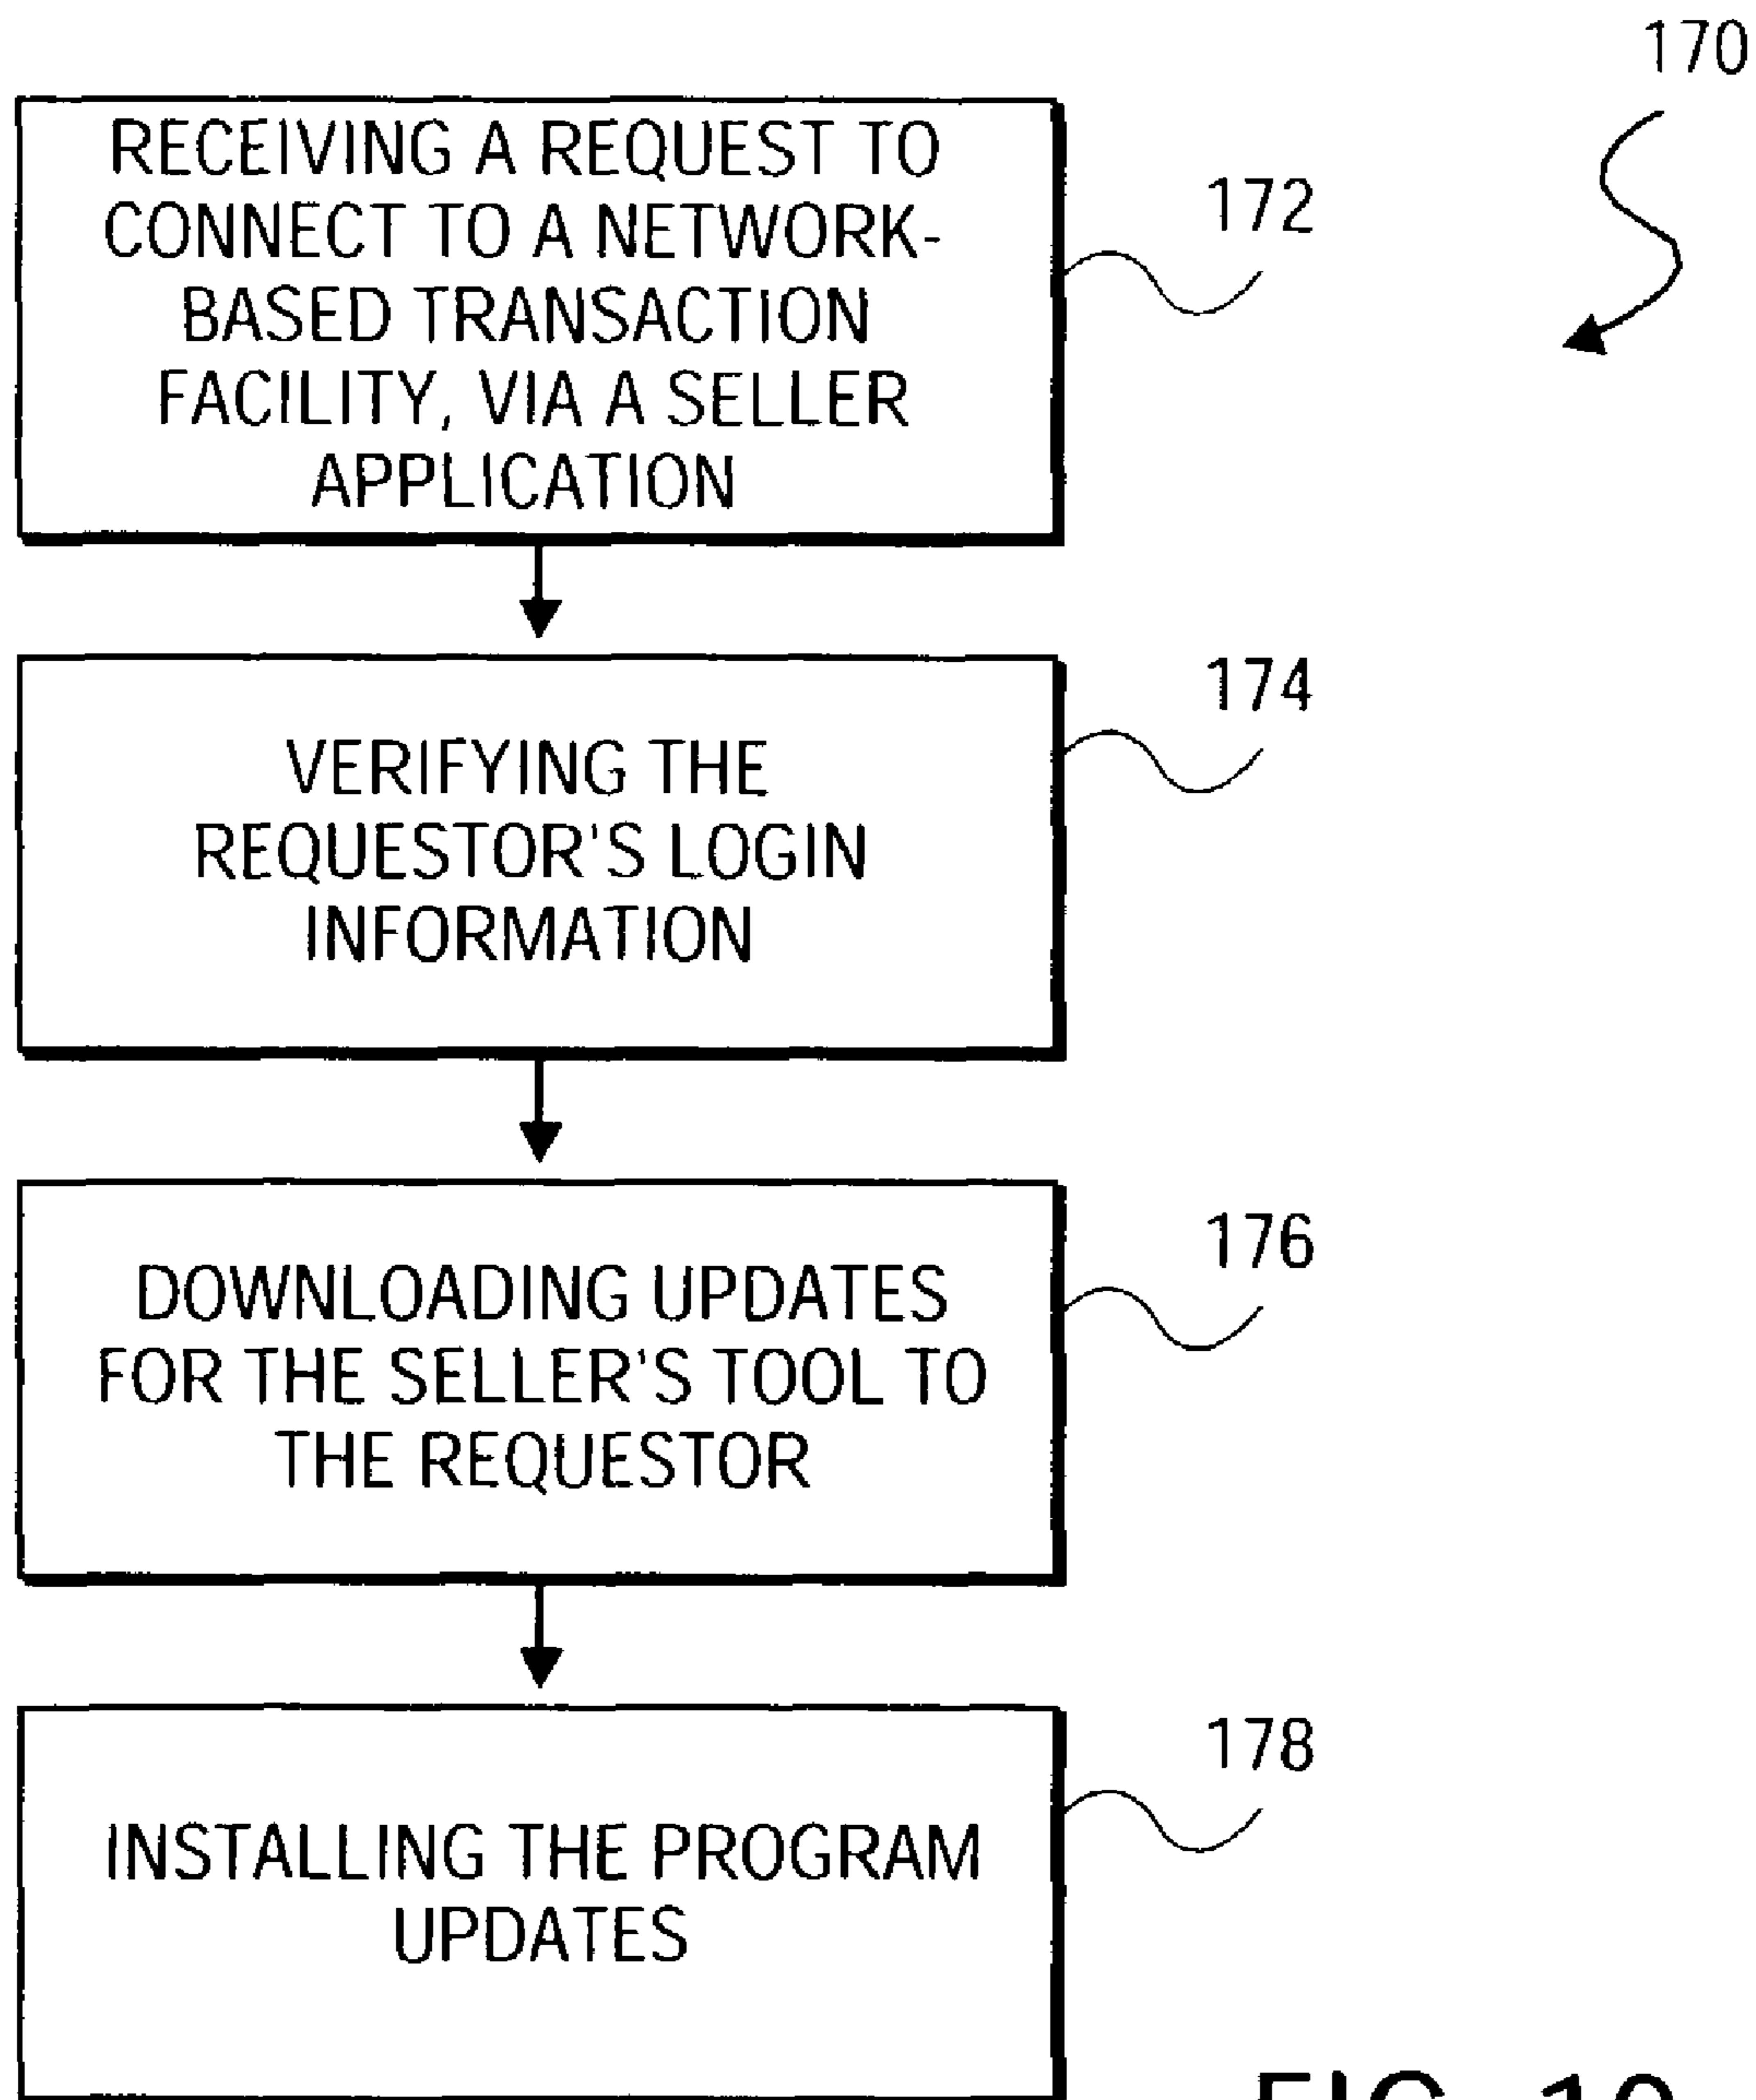 170
RECEIVING A REQUEST TO
CONNECT TO A NETWORK-
BASED TRANSACTION
FACILITY, VIA A SELLER
APPLICATION
172
VERIFYING THE
REQUESTOR'S LOGIN
INFORMATION
174
DOWNLOADING UPDATES
FOR THE SELLER'S TOOL TO
THE REQUESTOR
176
INSTALLING THE PROGRAM
UPDATES
178
FIG